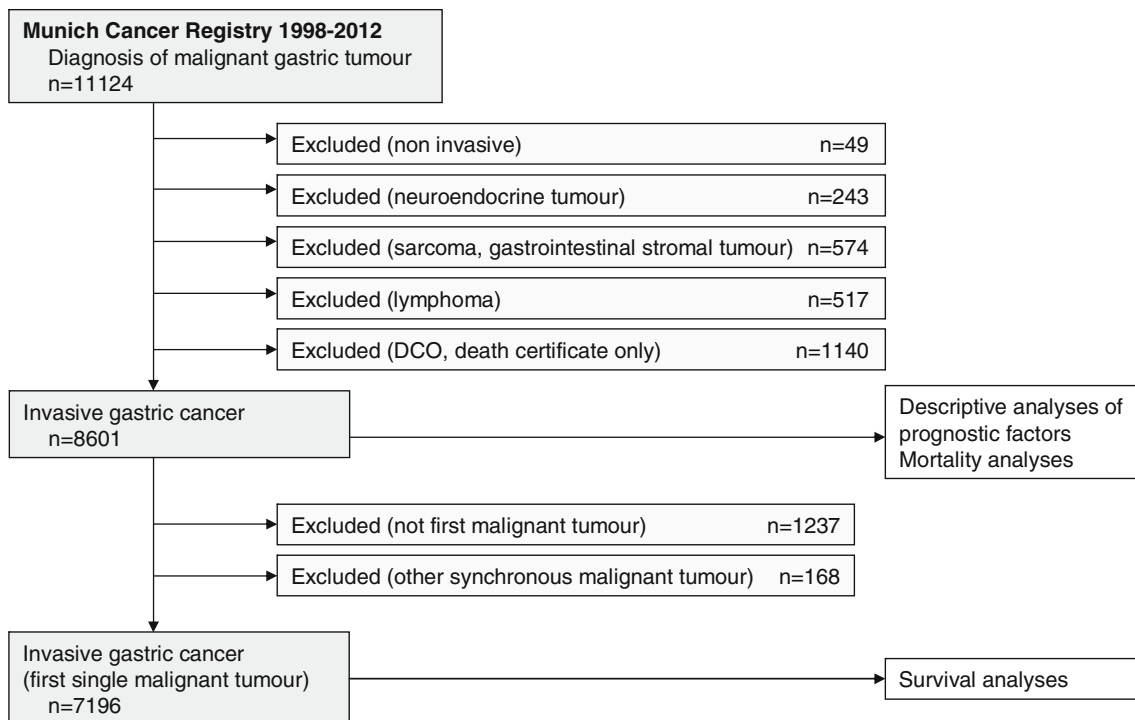 Munich Cancer Registry 1998-2012
Diagnosis of malignant gastric tumour
n=11124
Excluded (non invasive) n=49
Excluded (neuroendocrine tumour) n=243
Excluded (sarcoma, gastrointestinal stromal tumour) n=574
Excluded (lymphoma) n=517
Excluded (DCO, death certificate only) n=1140
Invasive gastric cancer
n=8601
Descriptive analyses of
prognostic factors
Mortality analyses
Excluded (not first malignant tumour) n=1237
Excluded (other synchronous malignant tumour) n=168
Invasive gastric cancer
(first single malignant tumour)
n=7196
Survival analyses